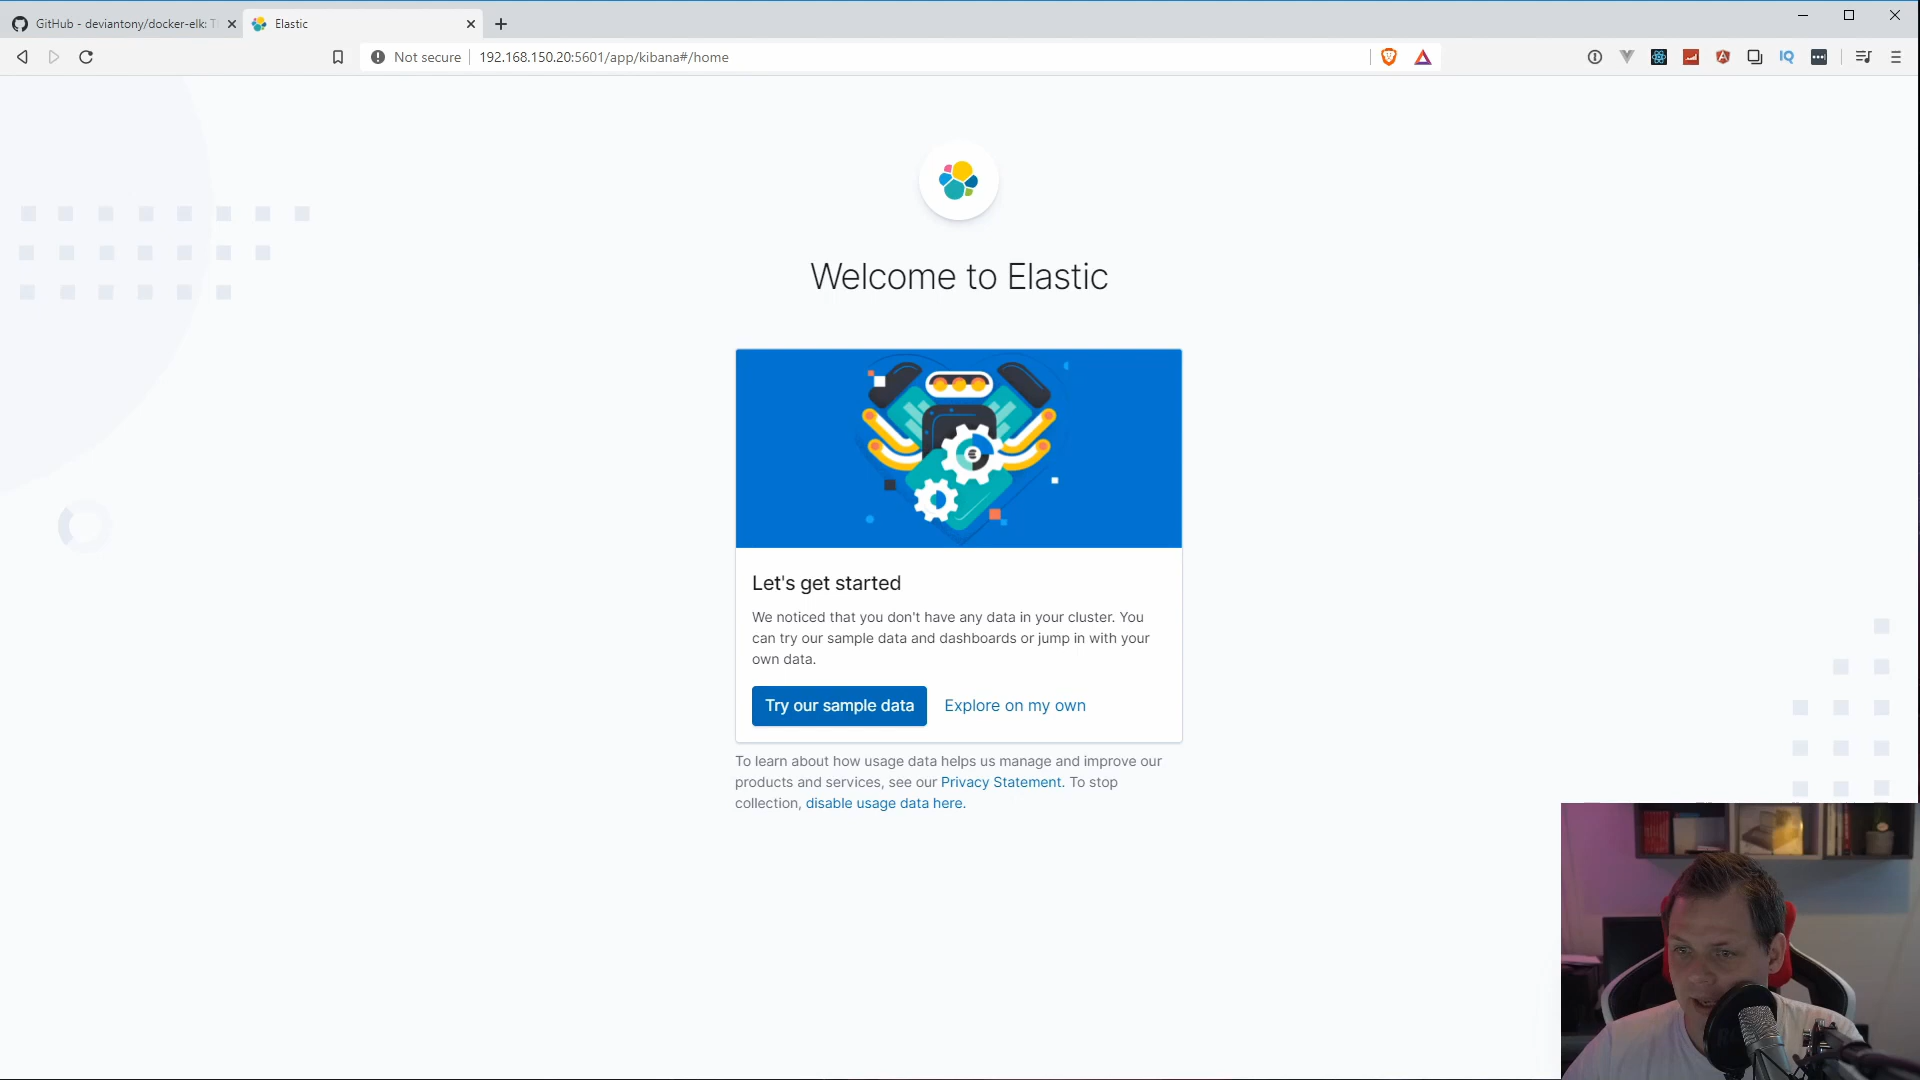 GitHub - deviantony/docker-elk: T
Elastic
Not secure
192.168.150.20:5601/app/kibana#/home
IQ
Welcome to Elastic
Let's get started
We noticed that you don't have any data in your cluster. You
can try our sample data and dashboards or jump in with your
own data.
Try our sample data
Explore on my own
To learn about how usage data helps us manage and improve our
products and services, see our Privacy Statement. To stop
collection, disable usage data here.